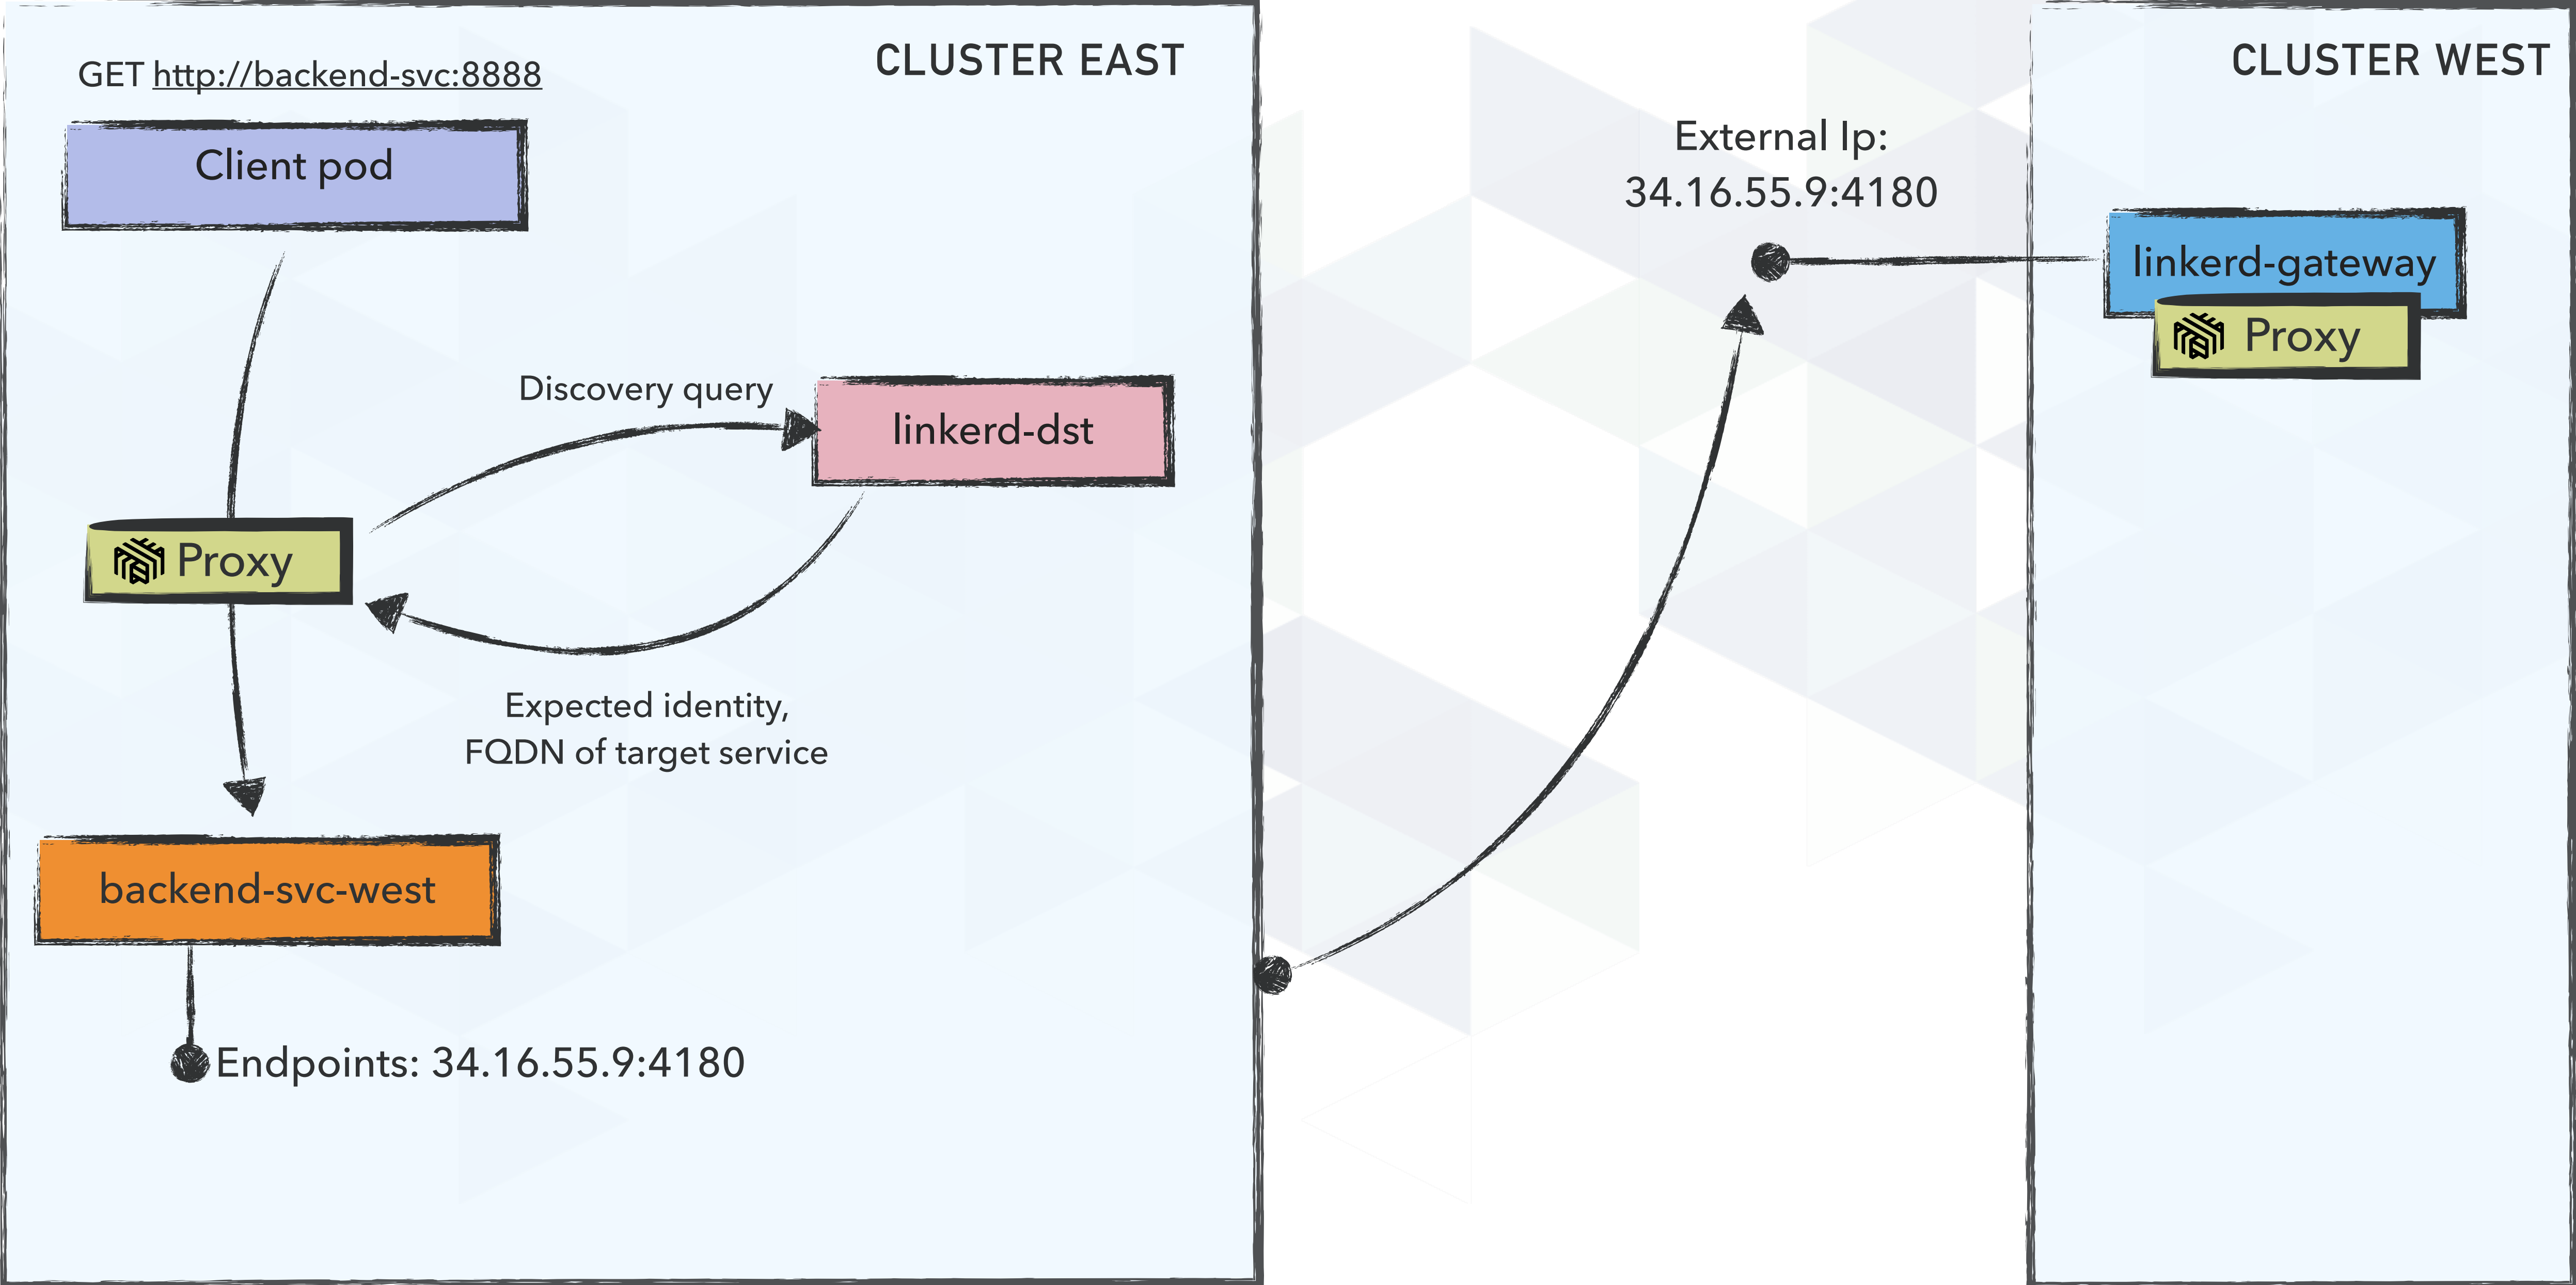 CLUSTER EAST
GET http://backend-svc:8888
Client pod
Discovery query
linkerd-dst
Proxy
Expected identity,
FQDN of target service
backend-svc-west
Endpoints: 34.16.55.9:4180
External Ip:
34.16.55.9:4180
CLUSTER WEST
linkerd-gateway
Proxy